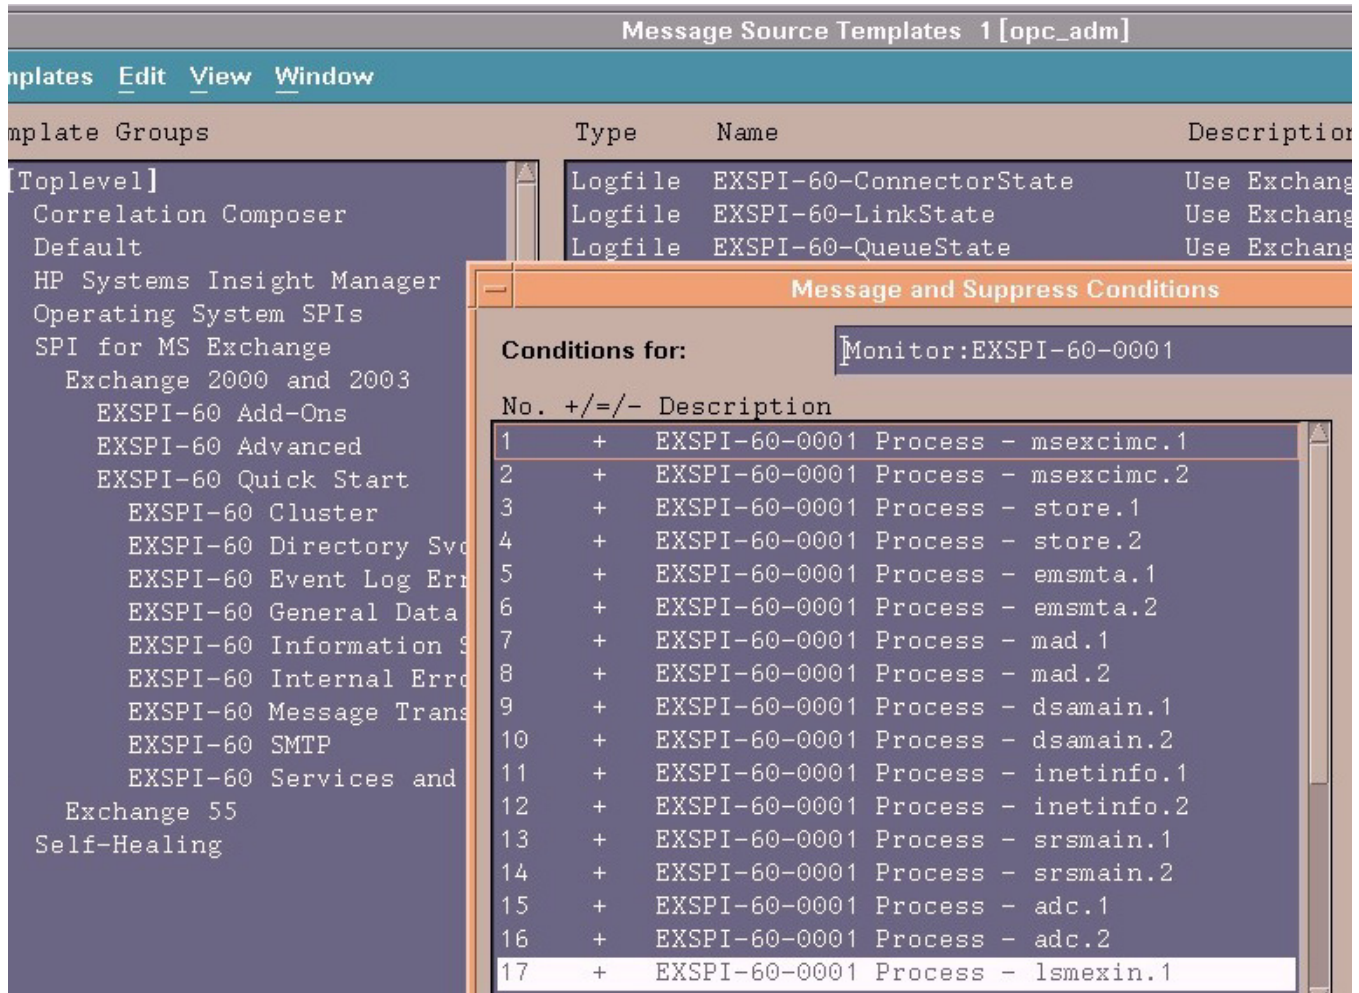 Message Source Templates 1 [opc_adm]
mplates Edit View Window
mplate Groups
[Toplevel]
Correlation Composer
Default
HP Systems Insight Manager
Operating System SPIs
SPI for MS Exchange
Exchange 2000 and 2003
EXSPI-60 Add-Ons
EXSPI-60 Advanced
EXSPI-60 Quick Start
EXSPI-60 Cluster
EXSPI-60 Directory Svc
EXSPI-60 Event Log Err
EXSPI-60 General Data
EXSPI-60 Information S
EXSPI-60 Internal Erro
EXSPI-60 Message Trans
EXSPI-60 SMTP
EXSPI-60 Services and
Exchange 55
Self-Healing
Type Name Description
Logfile EXSPI-60-ConnectorState Use Exchang
Logfile EXSPI-60-LinkState Use Exchang
Logfile EXSPI-60-QueueState Use Exchang
Message and Suppress Conditions
Conditions for: Monitor:EXSPI-60-0001
No. +/=/- Description
1 + EXSPI-60-0001 Process - msexcimc.1
2 + EXSPI-60-0001 Process - msexcimc.2
3 + EXSPI-60-0001 Process - store.1
4 + EXSPI-60-0001 Process - store.2
5 + EXSPI-60-0001 Process - emsmta.1
6 + EXSPI-60-0001 Process - emsmta.2
7 + EXSPI-60-0001 Process - mad.1
8 + EXSPI-60-0001 Process - mad.2
9 + EXSPI-60-0001 Process - dsamain.1
10 + EXSPI-60-0001 Process - dsamain.2
11 + EXSPI-60-0001 Process - inetinfo.1
12 + EXSPI-60-0001 Process - inetinfo.2
13 + EXSPI-60-0001 Process - srsmain.1
14 + EXSPI-60-0001 Process - srsmain.2
15 + EXSPI-60-0001 Process - adc.1
16 + EXSPI-60-0001 Process - adc.2
17 + EXSPI-60-0001 Process - lsmexin.1